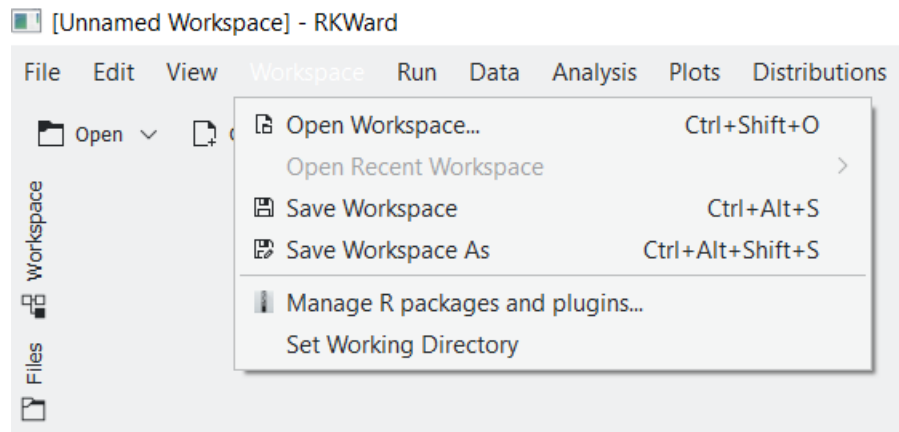 [Unnamed Workspace] - RKWard
File Edit View Workspace Run Data Analysis Plots Distributions
Open
Open Workspace... Ctrl+Shift+O
Open Recent Workspace
Save Workspace Ctrl+Alt+S
Save Workspace As Ctrl+Alt+Shift+S
Manage R packages and plugins...
Set Working Directory
Workspace
Files